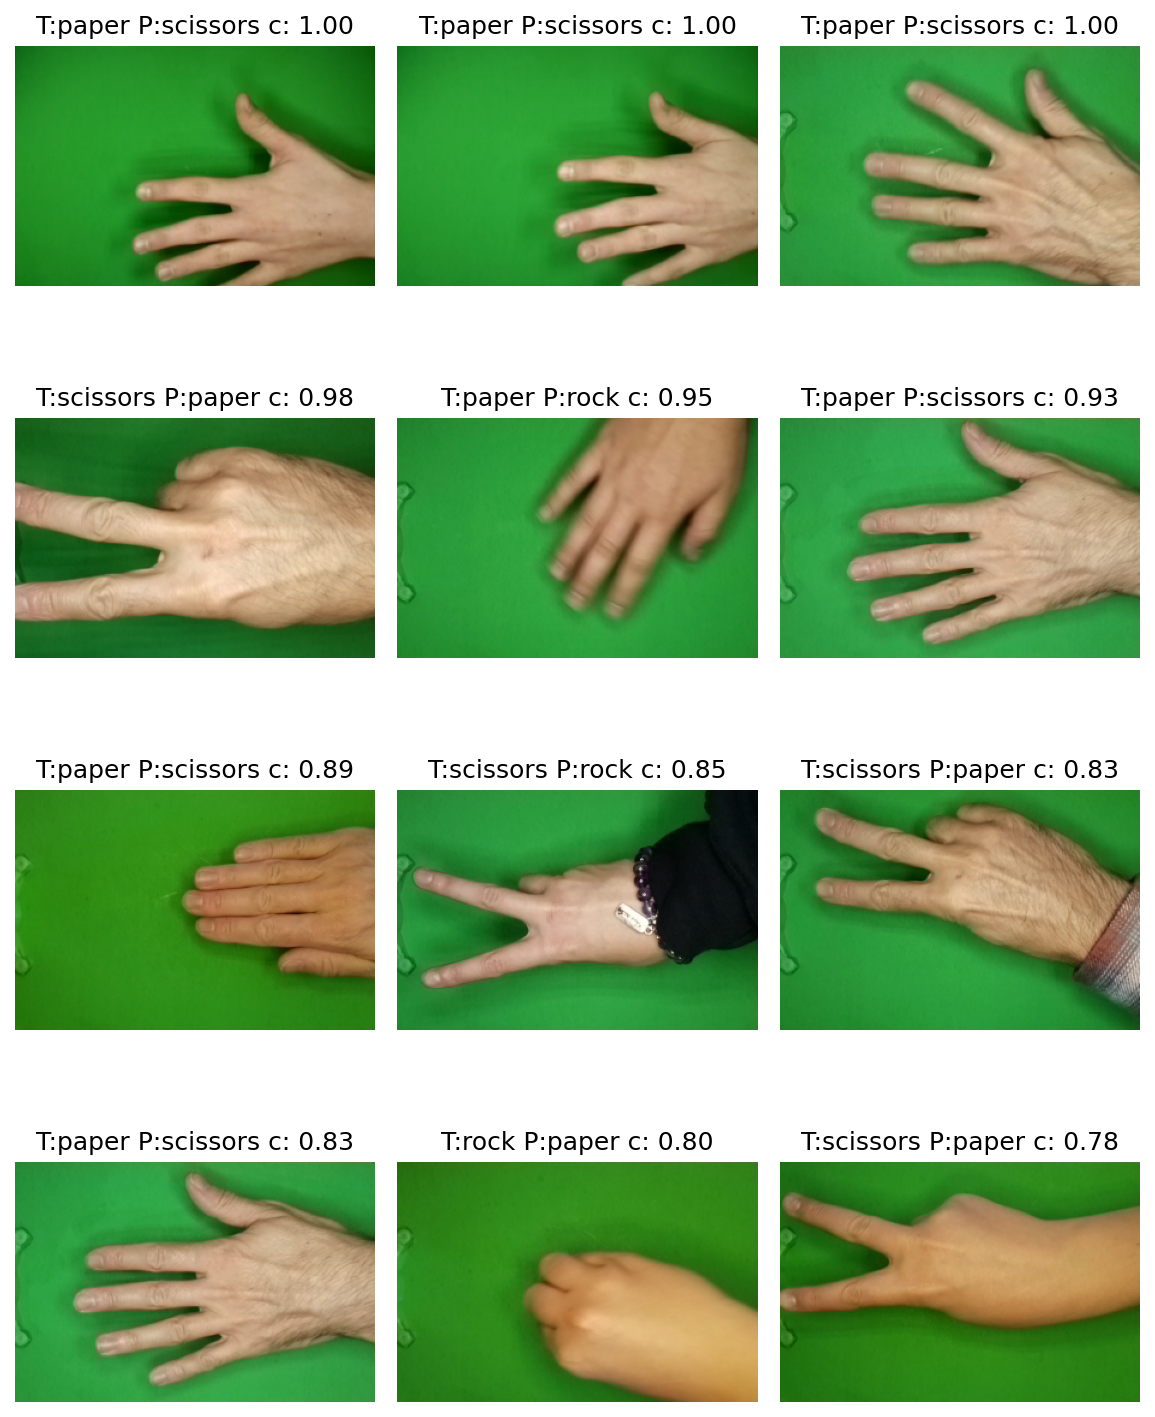 T:paper P:scissors c: 1.00
T:paper P:scissors c: 1.00
T:paper P:scissors c: 1.00
T:scissors P:paper c: 0.98
T:paper P:rock c: 0.95
T:paper P:scissors c: 0.93
T:paper P:scissors c: 0.89
T:scissors P:rock c: 0.85
T:scissors P:paper c: 0.83
T:paper P:scissors c: 0.83
T:rock P:paper c: 0.80
T:scissors P:paper c: 0.78